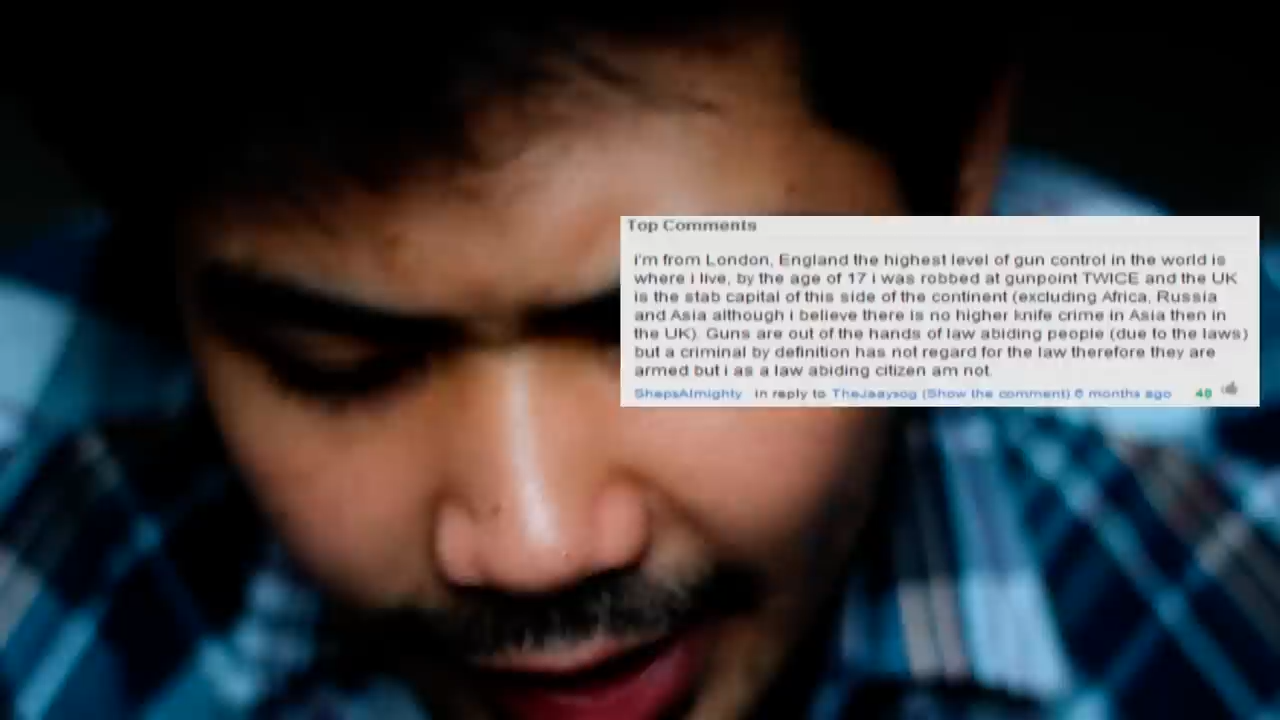 Top Comments
i'm from London, England the highest level of gun control in the world is
where i live, by the age of 17 i was robbed at gunpoint TWICE and the UK
is the stab capital of this side of the continent (excluding Africa, Russia
and Asia although i believe there is no higher knife crime in Asia then in
the UK). Guns are out of the hands of law abiding people (due to the laws)
but a criminal by definition has not regard for the law therefore they are
armed but i as a law abiding citizen am not.
ShepsAlmighty in reply to TheJaaysog (Show the comment) 6 months ago 48